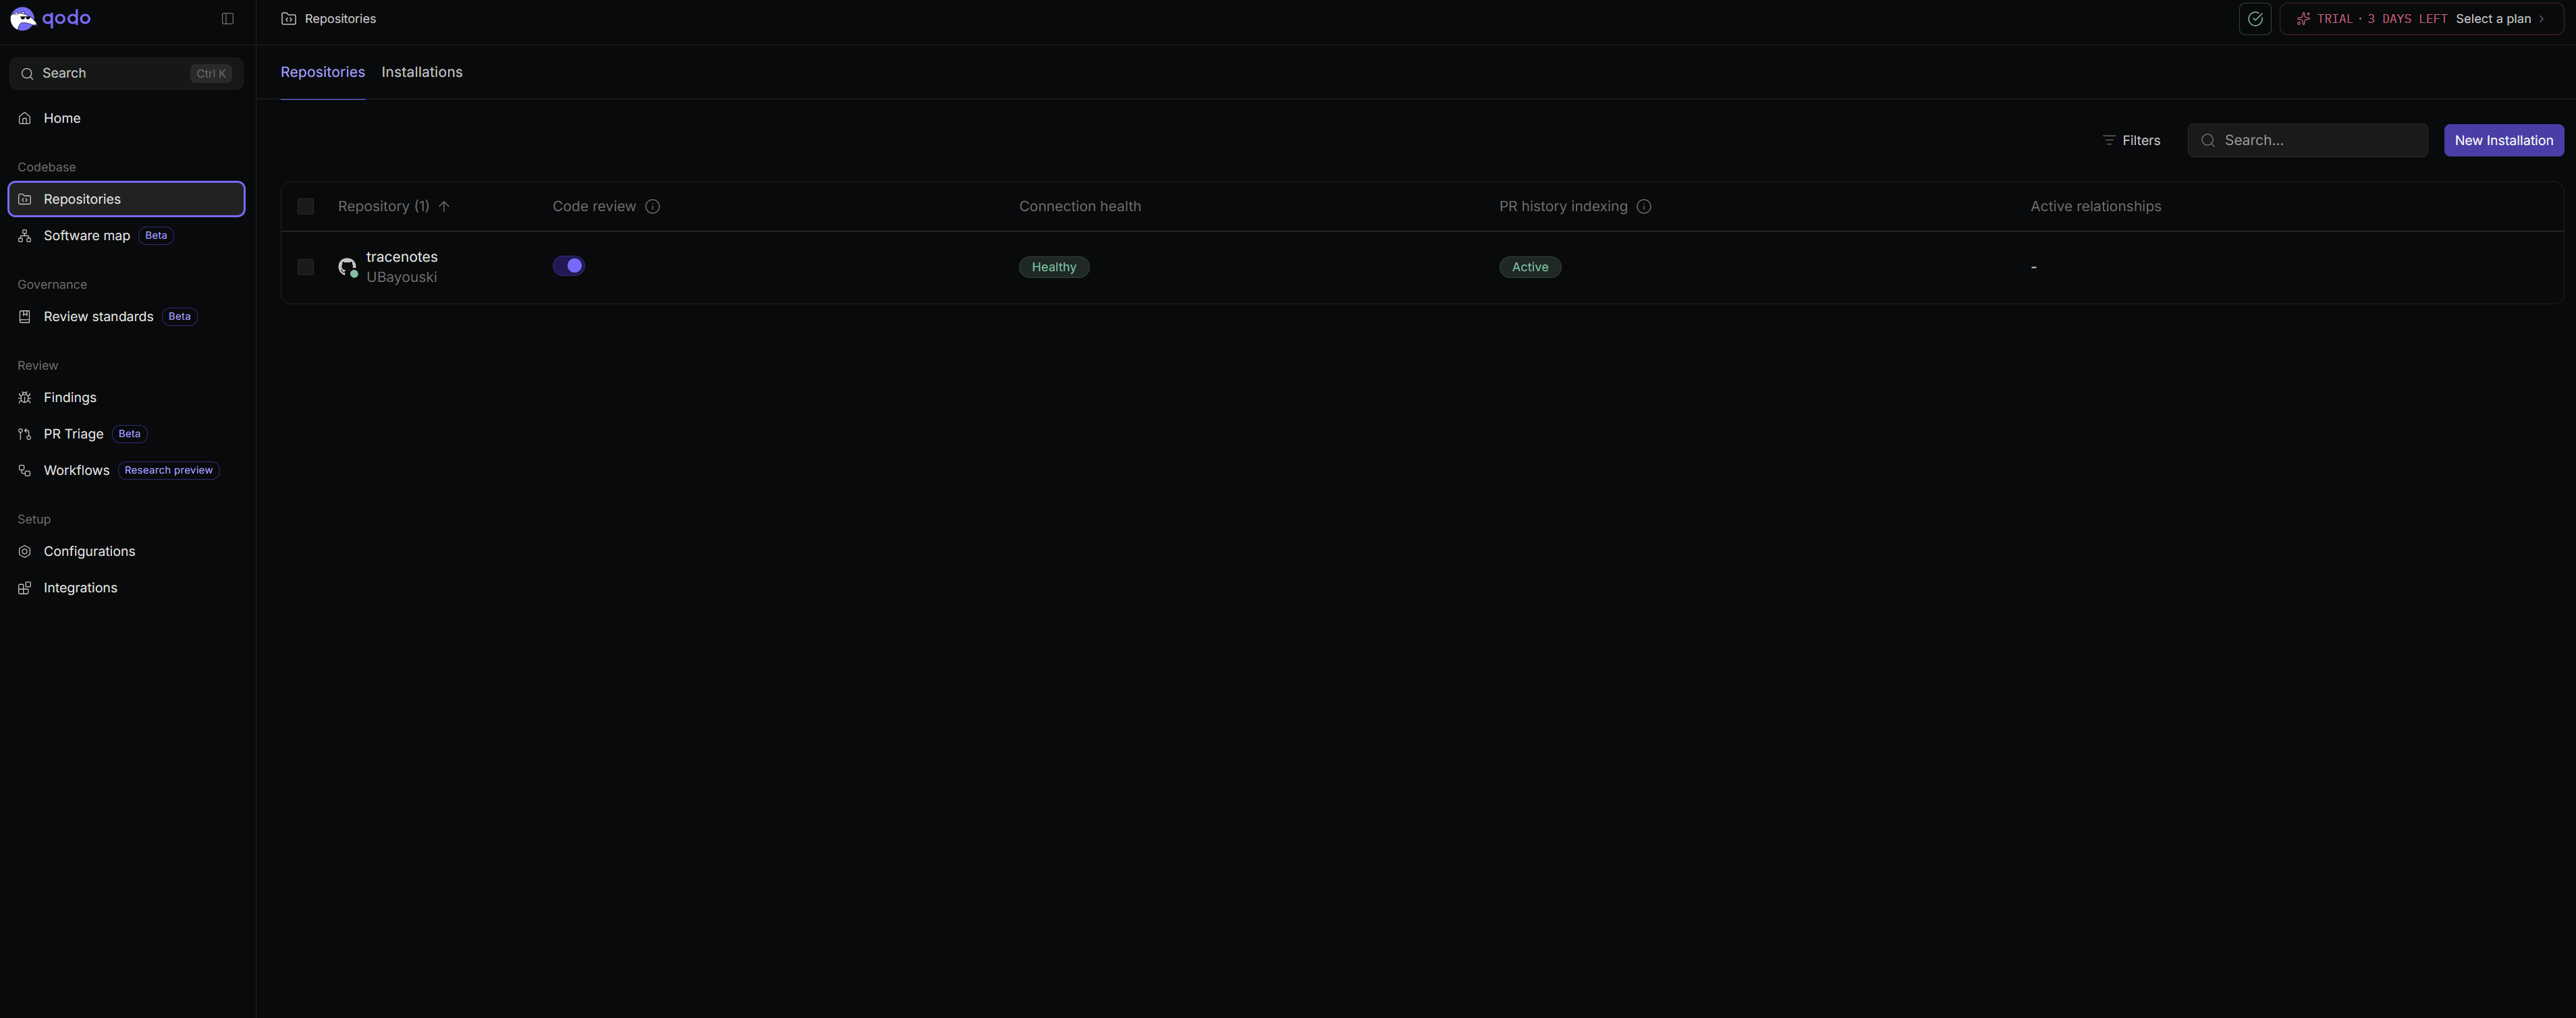 qodo
Repositories
TRIAL · 3 DAYS LEFT Select a plan
Search Ctrl K
Repositories Installations
Home
Filters Search... New Installation
Codebase
Repositories
Software map Beta
Governance
Review standards Beta
Review
Findings
PR Triage Beta
Workflows Research preview
Setup
Configurations
Integrations
Repository (1) Code review Connection health PR history indexing Active relationships
tracenotes
UBayouski
Healthy Active -